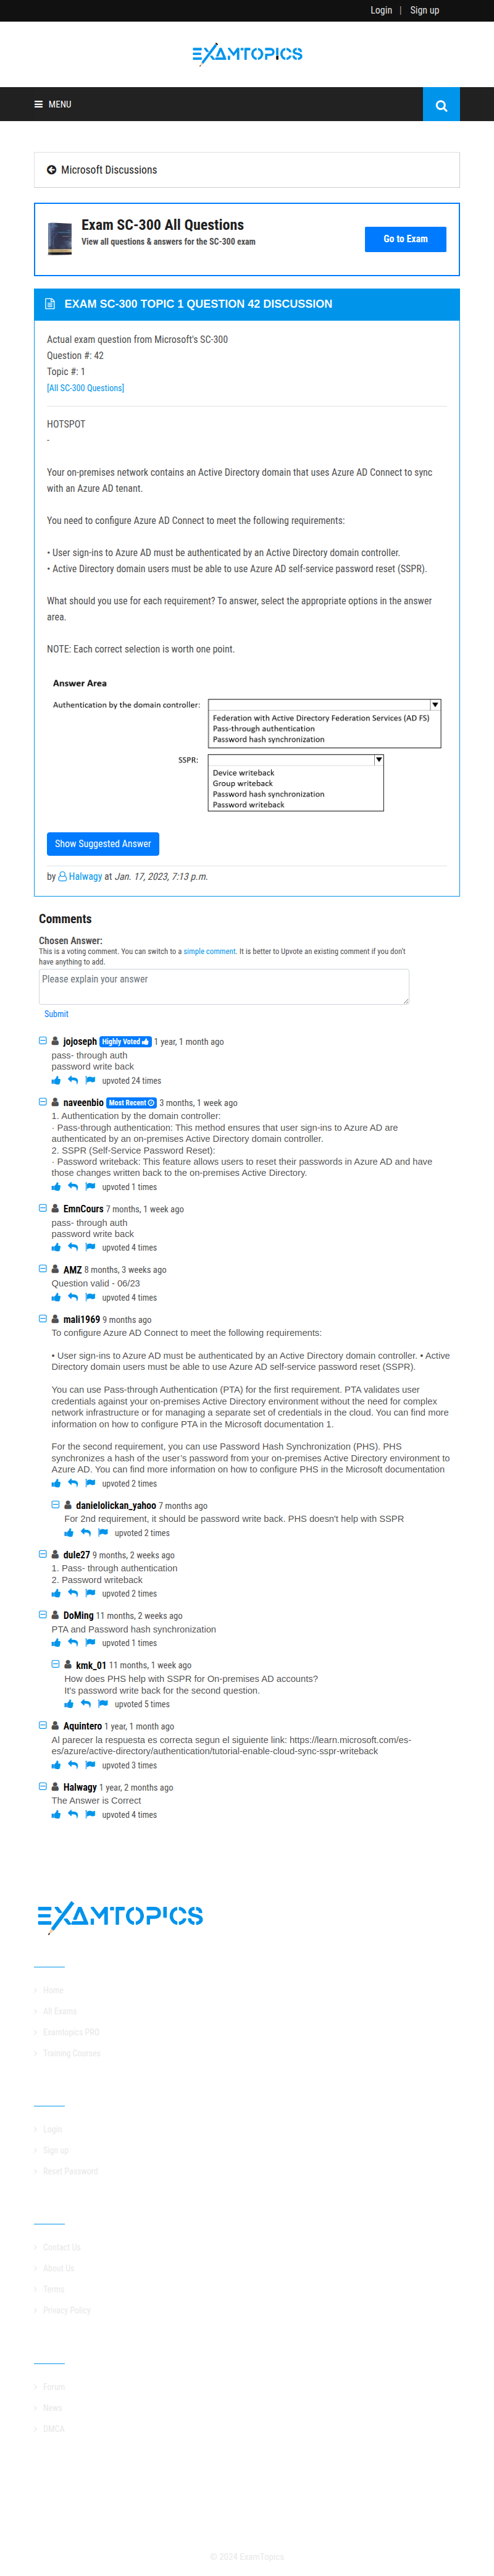 Login | Sign up
EXAMTOPICS
MENU
Microsoft Discussions
Exam SC-300 All Questions
View all questions & answers for the SC-300 exam
Go to Exam
EXAM SC-300 TOPIC 1 QUESTION 42 DISCUSSION
Actual exam question from Microsoft's SC-300
Question #: 42
Topic #: 1
[All SC-300 Questions]
HOTSPOT
-
Your on-premises network contains an Active Directory domain that uses Azure AD Connect to sync
with an Azure AD tenant.
You need to configure Azure AD Connect to meet the following requirements:
• User sign-ins to Azure AD must be authenticated by an Active Directory domain controller.
• Active Directory domain users must be able to use Azure AD self-service password reset (SSPR).
What should you use for each requirement? To answer, select the appropriate options in the answer
area.
NOTE: Each correct selection is worth one point.
Answer Area
Authentication by the domain controller:
Federation with Active Directory Federation Services (AD FS)
Pass-through authentication
Password hash synchronization
SSPR:
Device writeback
Group writeback
Password hash synchronization
Password writeback
Show Suggested Answer
by Halwagy at Jan. 17, 2023, 7:13 p.m.
Comments
Chosen Answer:
This is a voting comment. You can switch to a simple comment. It is better to Upvote an existing comment if you don't
have anything to add.
Please explain your answer
Submit
jojoseph Highly Voted 1 year, 1 month ago
pass- through auth
password write back
upvoted 24 times
naveenbio Most Recent 3 months, 1 week ago
1. Authentication by the domain controller:
· Pass-through authentication: This method ensures that user sign-ins to Azure AD are
authenticated by an on-premises Active Directory domain controller.
2. SSPR (Self-Service Password Reset):
· Password writeback: This feature allows users to reset their passwords in Azure AD and have
those changes written back to the on-premises Active Directory.
upvoted 1 times
EmnCours 7 months, 1 week ago
pass- through auth
password write back
upvoted 4 times
AMZ 8 months, 3 weeks ago
Question valid - 06/23
upvoted 4 times
mali1969 9 months ago
To configure Azure AD Connect to meet the following requirements:
• User sign-ins to Azure AD must be authenticated by an Active Directory domain controller. • Active
Directory domain users must be able to use Azure AD self-service password reset (SSPR).
You can use Pass-through Authentication (PTA) for the first requirement. PTA validates user
credentials against your on-premises Active Directory environment without the need for complex
network infrastructure or for managing a separate set of credentials in the cloud. You can find more
information on how to configure PTA in the Microsoft documentation 1.
For the second requirement, you can use Password Hash Synchronization (PHS). PHS
synchronizes a hash of the user's password from your on-premises Active Directory environment to
Azure AD. You can find more information on how to configure PHS in the Microsoft documentation
upvoted 2 times
danielolickan_yahoo 7 months ago
For 2nd requirement, it should be password write back. PHS doesn't help with SSPR
upvoted 2 times
dule27 9 months, 2 weeks ago
1. Pass- through authentication
2. Password writeback
upvoted 2 times
DoMing 11 months, 2 weeks ago
PTA and Password hash synchronization
upvoted 1 times
kmk_01 11 months, 1 week ago
How does PHS help with SSPR for On-premises AD accounts?
It's password write back for the second question.
upvoted 5 times
Aquintero 1 year, 1 month ago
Al parecer la respuesta es correcta segun el siguiente link: https://learn.microsoft.com/es-
es/azure/active-directory/authentication/tutorial-enable-cloud-sync-sspr-writeback
upvoted 3 times
Halwagy 1 year, 2 months ago
The Answer is Correct
upvoted 4 times
EXAMTOPICS
Home
All Exams
Examtopics PRO
Training Courses
Login
Sign up
Reset Password
Contact Us
About Us
Terms
Privacy Policy
Forum
News
DMCA
© 2024 ExamTopics